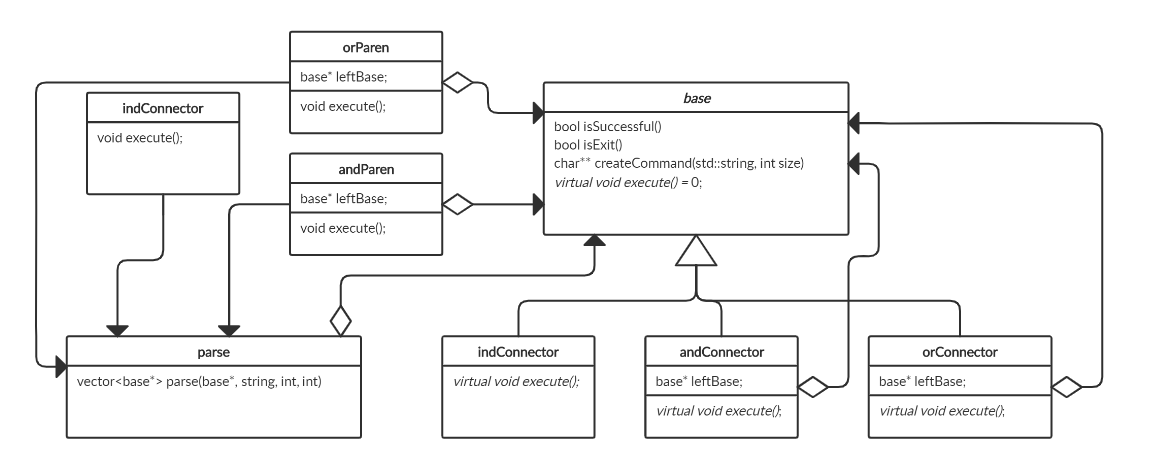 orParen
base* leftBase;
void execute();
indConnector
void execute();
base
bool isSuccessful()
bool isExit()
char** createCommand(std::string, int size)
virtual void execute() = 0;
andParen
base* leftBase;
void execute();
parse
vector<base*> parse(base*, string, int, int)
indConnector
virtual void execute();
andConnector
base* leftBase;
virtual void execute();
orConnector
base* leftBase;
virtual void execute();